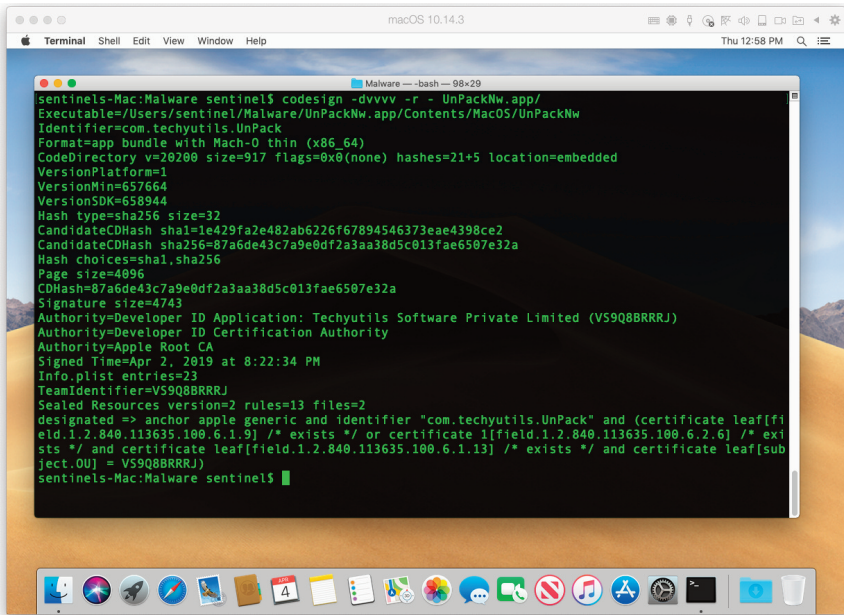 macOS 10.14.3
Terminal Shell Edit View Window Help Thu 12:58 PM
Malware — -bash — 98×29
sentinels-Mac:Malware sentinel$ codesign -dvvvv -r - UnPackNw.app/
Executable=/Users/sentinel/Malware/UnPackNw.app/Contents/MacOS/UnPackNw
Identifier=com.techyutils.UnPack
Format=app bundle with Mach-O thin (x86_64)
CodeDirectory v=20200 size=917 flags=0x0(none) hashes=21+5 location=embedded
VersionPlatform=1
VersionMin=657664
VersionSDK=658944
Hash type=sha256 size=32
CandidateCDHash sha1=1e429fa2e482ab6226f67894546373eae4398ce2
CandidateCDHash sha256=87a6de43c7a9e0df2a3aa38d5c013fae6507e32a
Hash choices=sha1,sha256
Page size=4096
CDHash=87a6de43c7a9e0df2a3aa38d5c013fae6507e32a
Signature size=4743
Authority=Developer ID Application: Techyutils Software Private Limited (VS9Q8BRRRJ)
Authority=Developer ID Certification Authority
Authority=Apple Root CA
Signed Time=Apr 2, 2019 at 8:22:34 PM
Info.plist entries=23
TeamIdentifier=VS9Q8BRRRJ
Sealed Resources version=2 rules=13 files=2
designated => anchor apple generic and identifier "com.techyutils.UnPack" and (certificate leaf[fi
eld.1.2.840.113635.100.6.1.9] /* exists */ or certificate 1[field.1.2.840.113635.100.6.2.6] /* exi
sts */ and certificate leaf[field.1.2.840.113635.100.6.1.13] /* exists */ and certificate leaf[sub
ject.OU] = VS9Q8BRRRJ)
sentinels-Mac:Malware sentinel$
APR
4